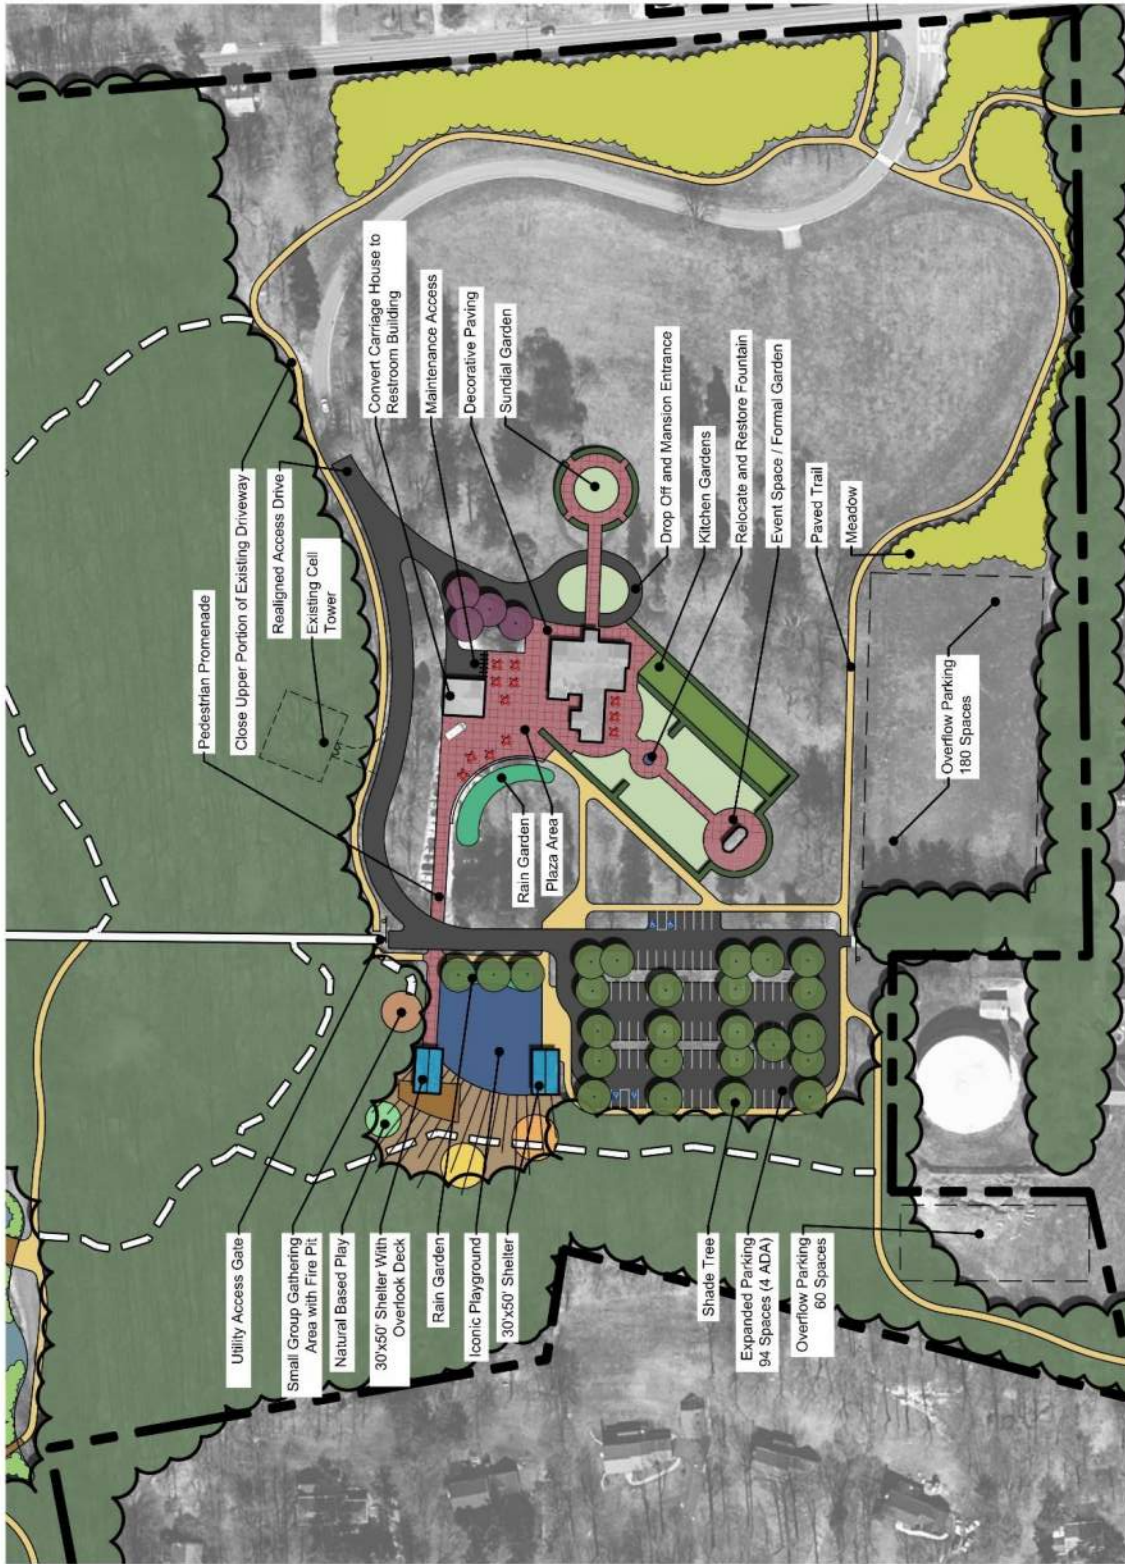 Pedestrian Promenade
Close Upper Portion of Existing Driveway
Realigned Access Drive
Existing Cell
Tower
Convert Carriage House to
Restroom Building
Maintenance Access
Decorative Paving
Sundial Garden
Drop Off and Mansion Entrance
Kitchen Gardens
Relocate and Restore Fountain
Event Space / Formal Garden
Paved Trail
Meadow
Rain Garden
Plaza Area
Overflow Parking
180 Spaces
Utility Access Gate
Small Group Gathering
Area with Fire Pit
Natural Based Play
30'x50' Shelter With
Overlook Deck
Rain Garden
Iconic Playground
30'x50' Shelter
Shade Tree
Expanded Parking
94 Spaces (4 ADA)
Overflow Parking
60 Spaces